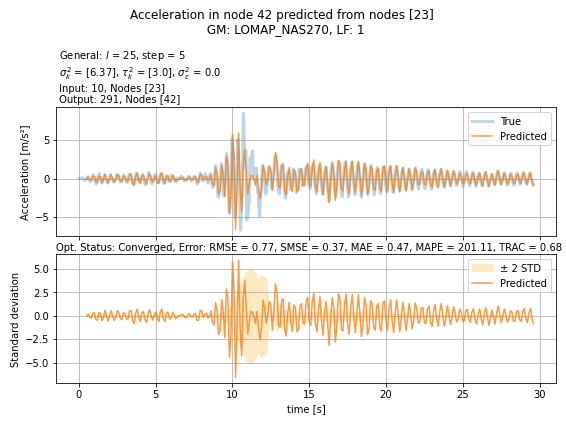 Acceleration in node 42 predicted from nodes [23]
GM: LOMAP_NAS270, LF: 1
General: l = 25, step = 5
σ²ₖ = [6.37], τ²ₖ = [3.0], σ²ε = 0.0
Input: 10, Nodes [23]
Output: 291, Nodes [42]
Acceleration [m/s²]
5
0
−5
True
Predicted
Opt. Status: Converged, Error: RMSE = 0.77, SMSE = 0.37, MAE = 0.47, MAPE = 201.11, TRAC = 0.68
Standard deviation
5.0
2.5
0.0
−2.5
−5.0
± 2 STD
Predicted
0 5 10 15 20 25 30
time [s]